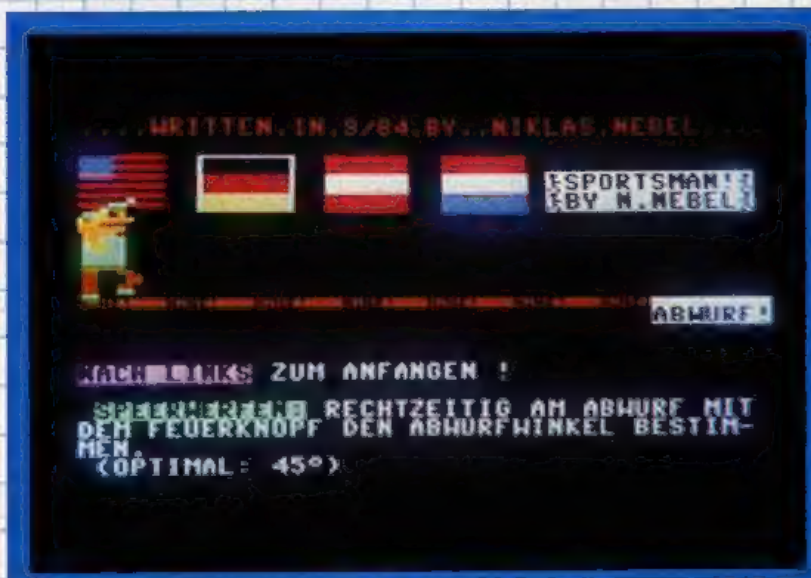 ....WRITTEN.IN.9/84.BY..NIKLAS.NEBEL....
SPORTSMAN!
BY N.NEBEL
ABWURF!
NACH LINKS ZUM ANFANGEN !
SPEERWERFEN: RECHTZEITIG AM ABWURF MIT
DEM FEUERKNOPF DEN ABWURFWINKEL BESTIM-
MEN.
(OPTIMAL: 45°)